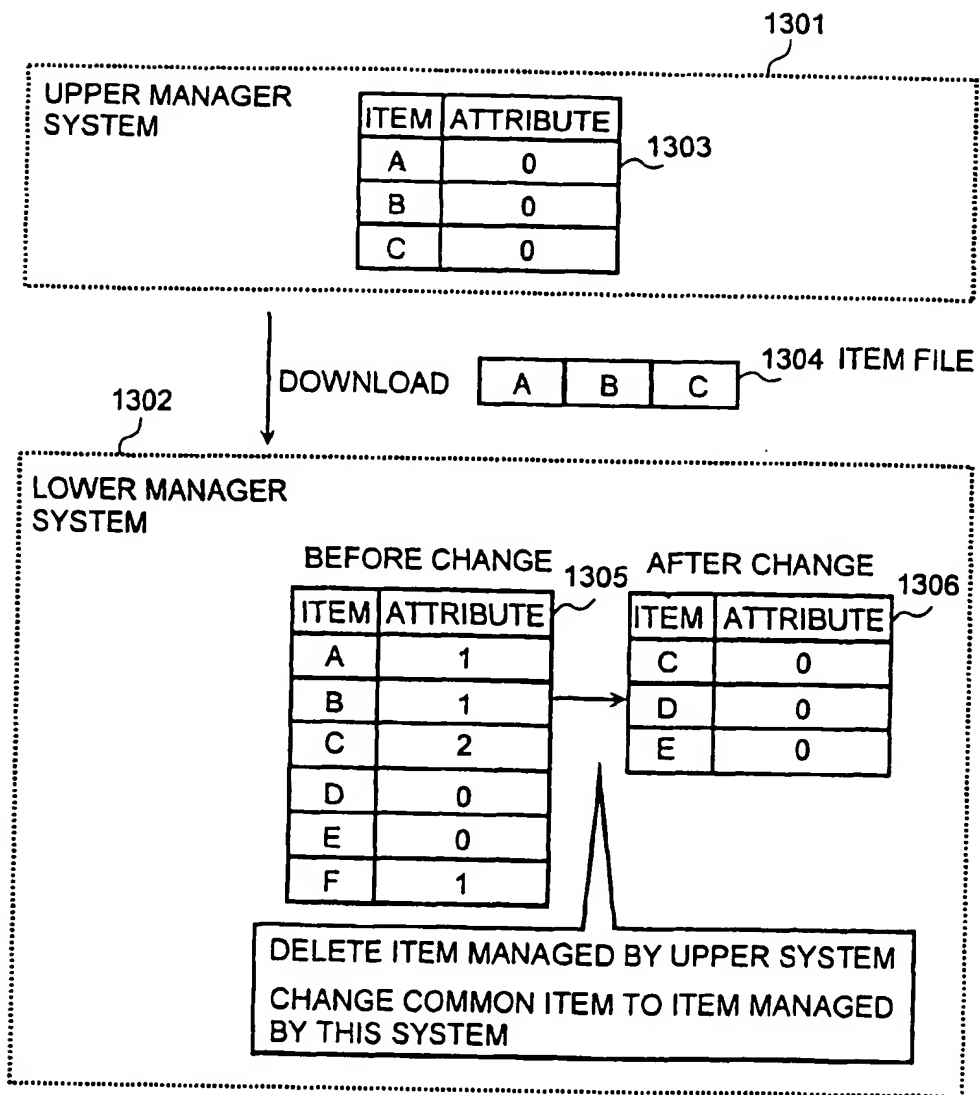 1301
UPPER MANAGER
SYSTEM
ITEM ATTRIBUTE
1303
A 0
B 0
C 0
DOWNLOAD
A B C
1304 ITEM FILE
1302
LOWER MANAGER
SYSTEM
BEFORE CHANGE
1305
ITEM ATTRIBUTE
A 1
B 1
C 2
D 0
E 0
F 1
AFTER CHANGE
1306
ITEM ATTRIBUTE
C 0
D 0
E 0
DELETE ITEM MANAGED BY UPPER SYSTEM
CHANGE COMMON ITEM TO ITEM MANAGED
BY THIS SYSTEM